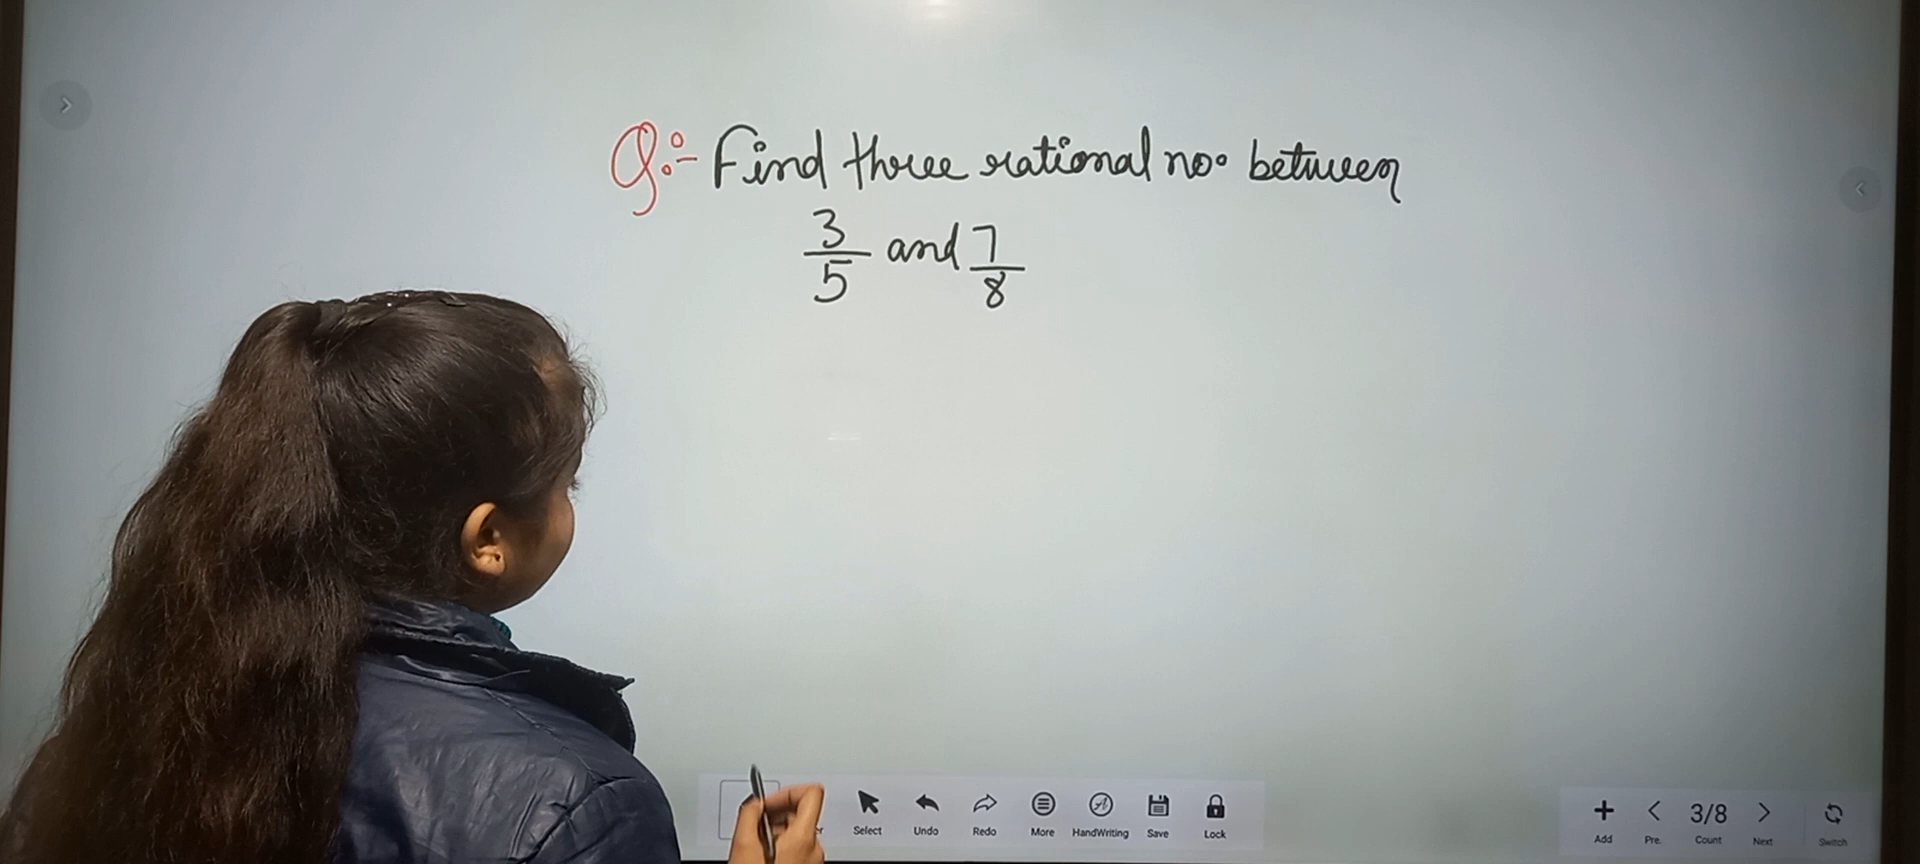 Q:- Find three rational no. between
3/5 and 7/8
Select Undo Redo More HandWriting Save Lock
3/8
Add Pre. Count Next Switch